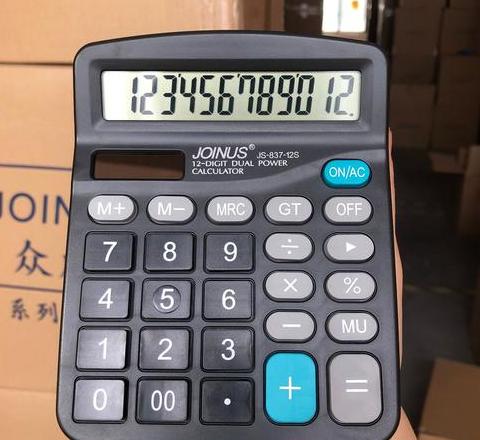 123456789012.
JOINUS® JS-837-12S
12-DIGIT DUAL POWER
CALCULATOR
ON/AC
M+ M− MRC GT OFF
7 8 9 ÷ ▶
4 5 6 × %
1 2 3 − MU
0 00 • + =
JOIN
众
系列